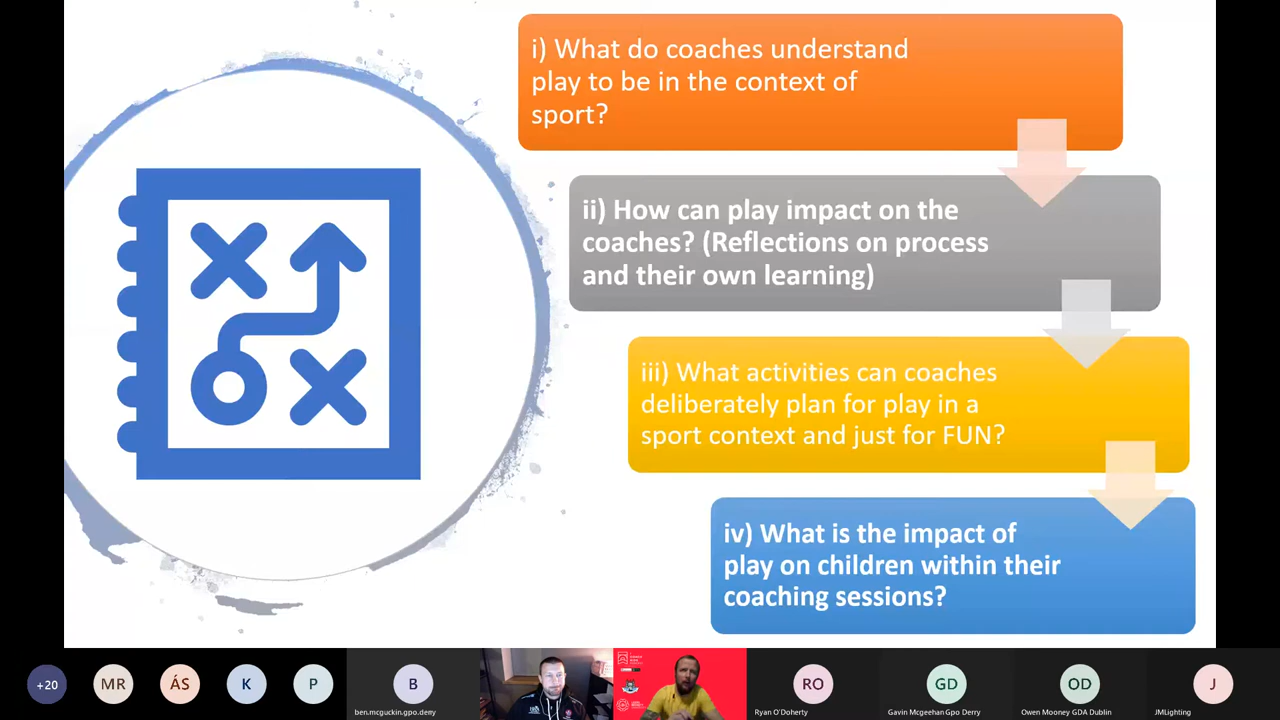 i) What do coaches understand
play to be in the context of
sport?
ii) How can play impact on the
coaches? (Reflections on process
and their own learning)
iii) What activities can coaches
deliberately plan for play in a
sport context and just for FUN?
iv) What is the impact of
play on children within their
coaching sessions?
+20
MR
ÁS
K
P
B
ben.mcguckin.gpo.derry
RO
Ryan O'Doherty
GD
Gavin Mcgeehan Gpo Derry
OD
Owen Mooney GDA Dublin
J
JMLighting